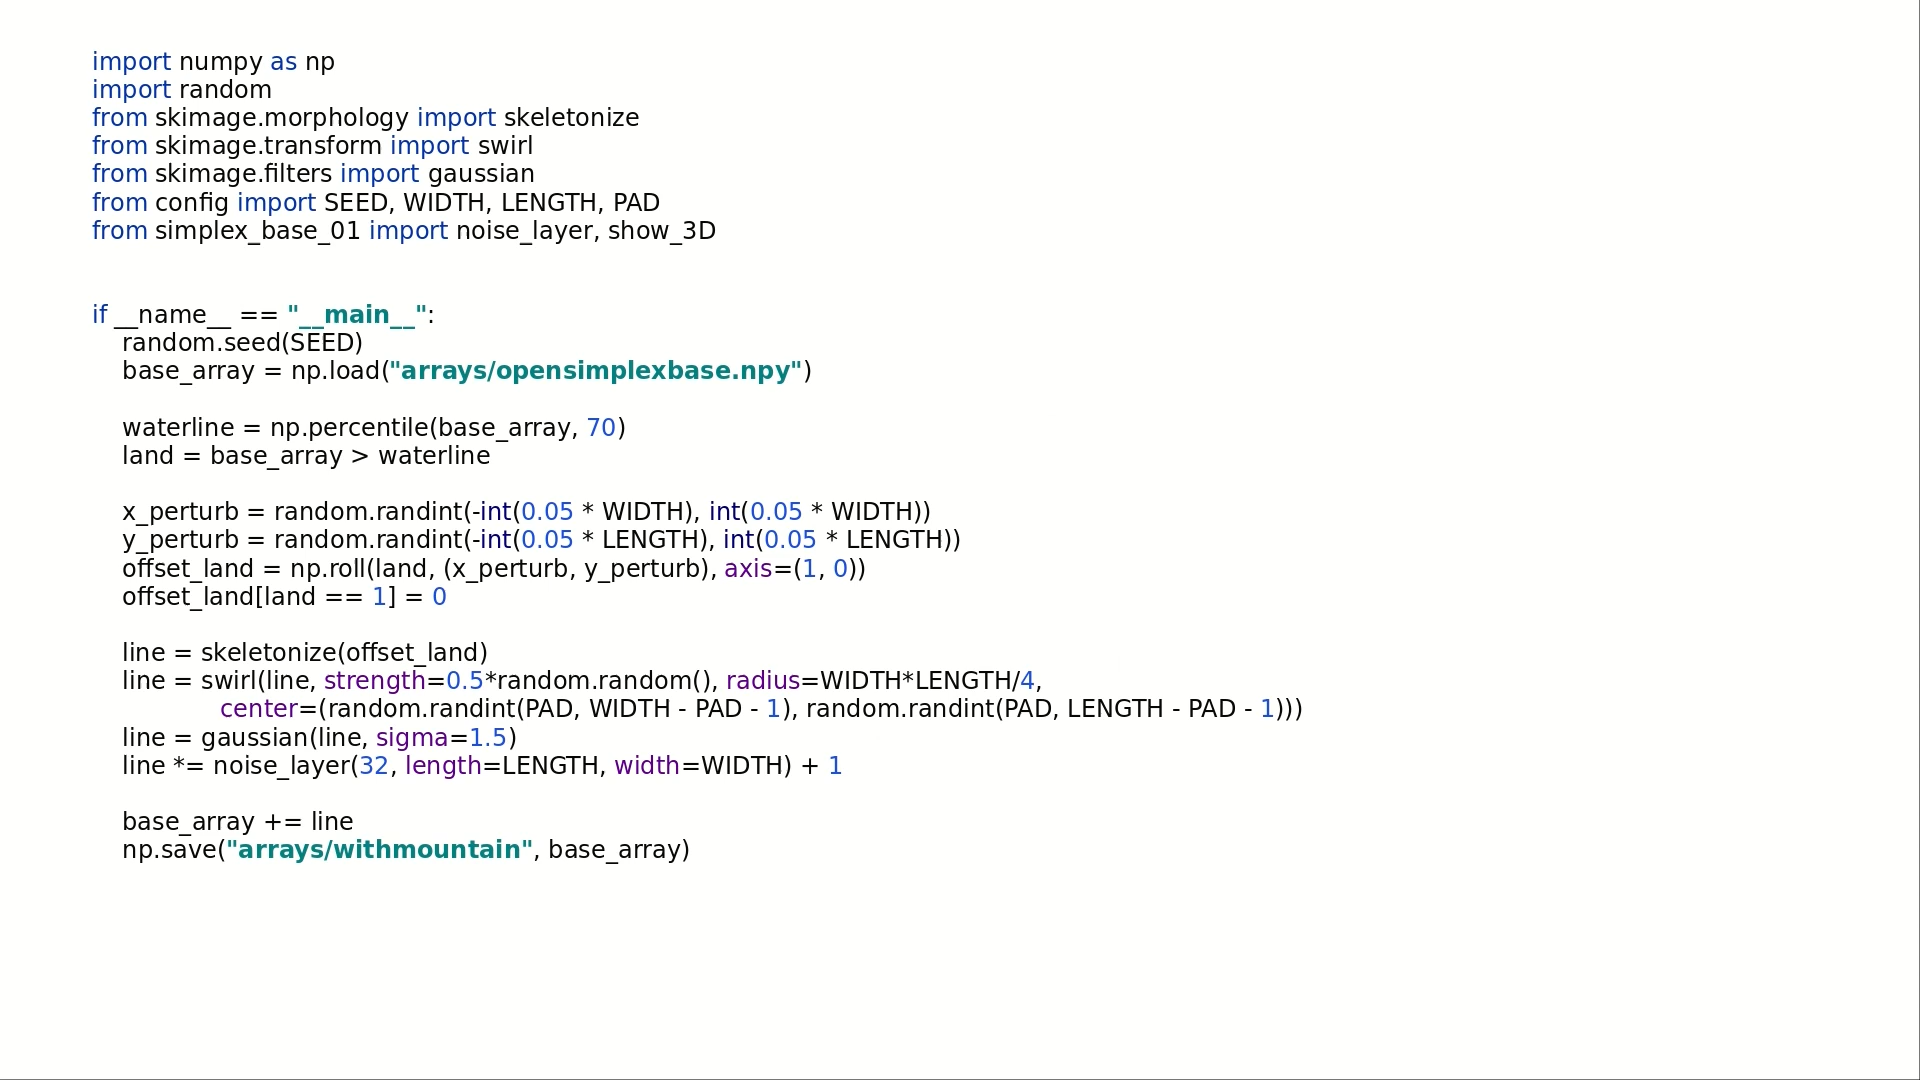 import numpy as np
import random
from skimage.morphology import skeletonize
from skimage.transform import swirl
from skimage.filters import gaussian
from config import SEED, WIDTH, LENGTH, PAD
from simplex_base_01 import noise_layer, show_3D
if __name__ == "__main__":
random.seed(SEED)
base_array = np.load("arrays/opensimplexbase.npy")
waterline = np.percentile(base_array, 70)
land = base_array > waterline
x_perturb = random.randint(-int(0.05 * WIDTH), int(0.05 * WIDTH))
y_perturb = random.randint(-int(0.05 * LENGTH), int(0.05 * LENGTH))
offset_land = np.roll(land, (x_perturb, y_perturb), axis=(1, 0))
offset_land[land == 1] = 0
line = skeletonize(offset_land)
line = swirl(line, strength=0.5*random.random(), radius=WIDTH*LENGTH/4,
center=(random.randint(PAD, WIDTH - PAD - 1), random.randint(PAD, LENGTH - PAD - 1)))
line = gaussian(line, sigma=1.5)
line *= noise_layer(32, length=LENGTH, width=WIDTH) + 1
base_array += line
np.save("arrays/withmountain", base_array)